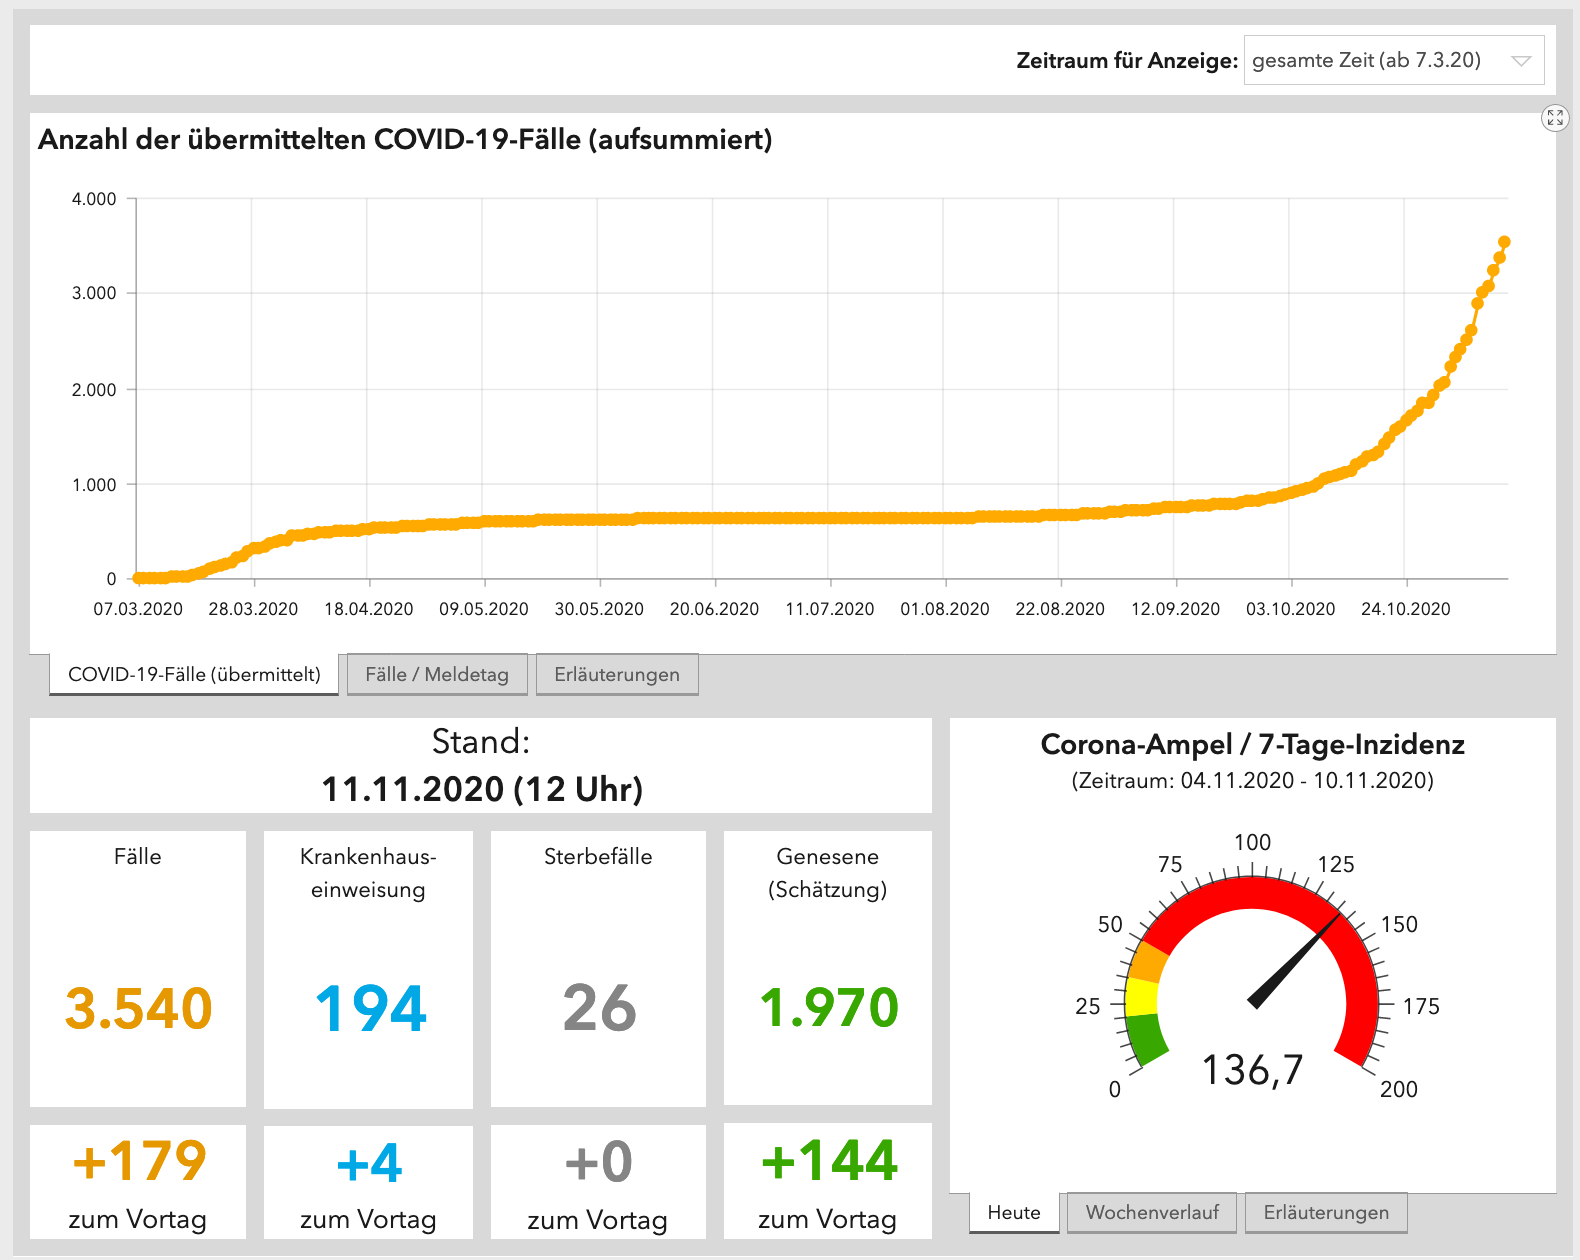 Zeitraum für Anzeige: gesamte Zeit (ab 7.3.20)
Anzahl der übermittelten COVID-19-Fälle (aufsummiert)
4.000
3.000
2.000
1.000
0
07.03.2020 28.03.2020 18.04.2020 09.05.2020 30.05.2020 20.06.2020 11.07.2020 01.08.2020 22.08.2020 12.09.2020 03.10.2020 24.10.2020
COVID-19-Fälle (übermittelt) Fälle / Meldetag Erläuterungen
Stand:
11.11.2020 (12 Uhr)
Fälle
3.540
+179
zum Vortag
Krankenhaus-
einweisung
194
+4
zum Vortag
Sterbefälle
26
+0
zum Vortag
Genesene
(Schätzung)
1.970
+144
zum Vortag
Corona-Ampel / 7-Tage-Inzidenz
(Zeitraum: 04.11.2020 - 10.11.2020)
0
25
50
75
100
125
150
175
200
136,7
Heute Wochenverlauf Erläuterungen